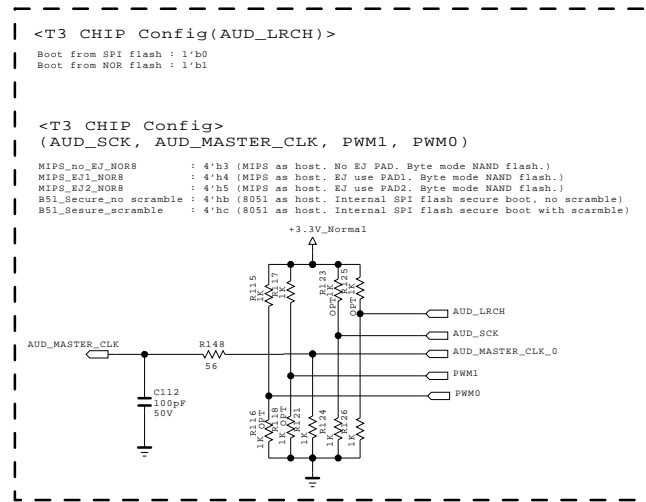 <T3 CHIP Config(AUD_LRCH)>
Boot from SPI flash : 1'b0
Boot from NOR flash : 1'b1
<T3 CHIP Config>
(AUD_SCK, AUD_MASTER_CLK, PWM1, PWM0)
MIPS_no_EJ_NOR8 : 4'h3 (MIPS as host. No EJ PAD. Byte mode NAND flash.)
MIPS_EJ1_NOR8 : 4'h4 (MIPS as host. EJ use PAD1. Byte mode NAND flash.)
MIPS_EJ2_NOR8 : 4'h5 (MIPS as host. EJ use PAD2. Byte mode NAND flash.)
B51_Secure_no scramble : 4'hb (8051 as host. Internal SPI flash secure boot, no scramble)
B51_Sesure_scramble : 4'hc (8051 as host. Internal SPI flash secure boot with scarmble)
+3.3V_Normal
R115
1K
R117
1K
R123
1K
OPT
R125
1K
OPT
AUD_LRCH
AUD_SCK
AUD_MASTER_CLK
R148
56
AUD_MASTER_CLK_0
PWM1
PWM0
C112
100pF
50V
R116
1K OPT
R118
1K OPT
R121
1K
R124
1K
R126
1K